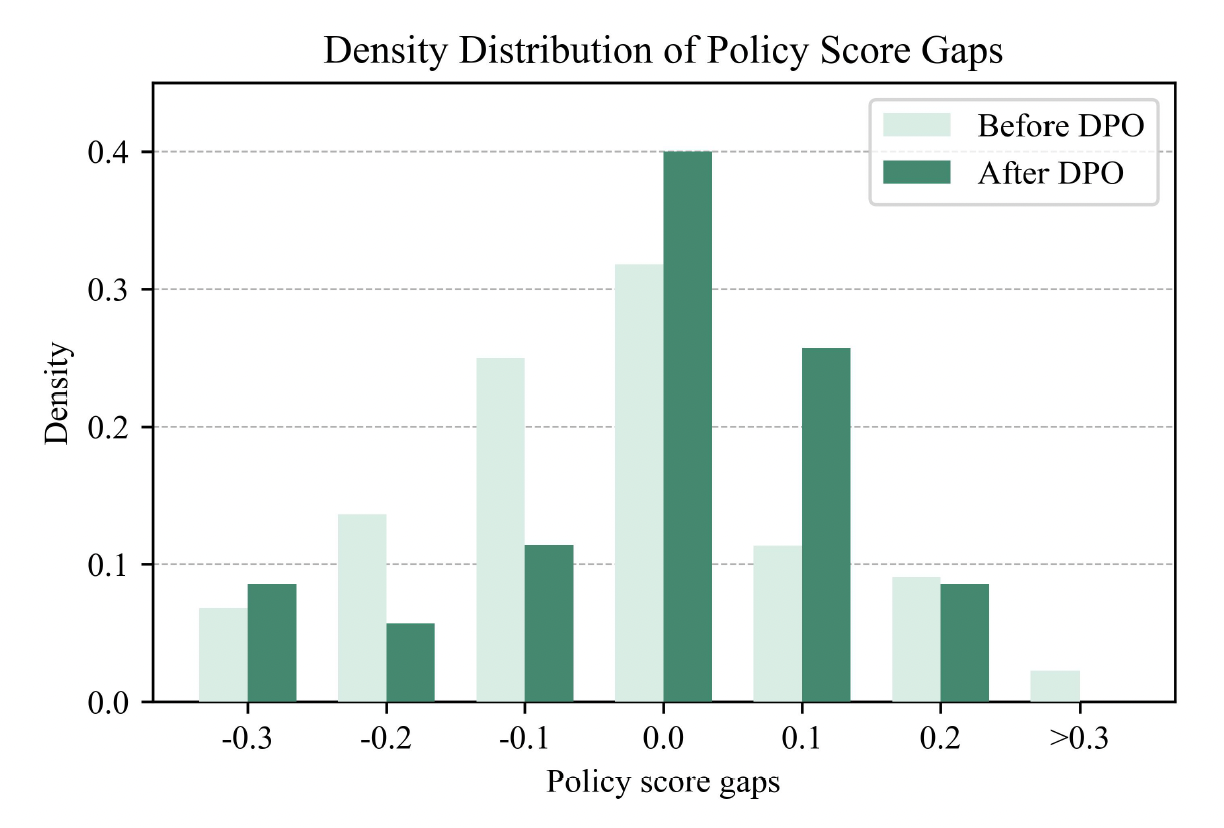 Density Distribution of Policy Score Gaps
Before DPO
After DPO
Density
0.4
0.3
0.2
0.1
0.0
-0.3 -0.2 -0.1 0.0 0.1 0.2 >0.3
Policy score gaps